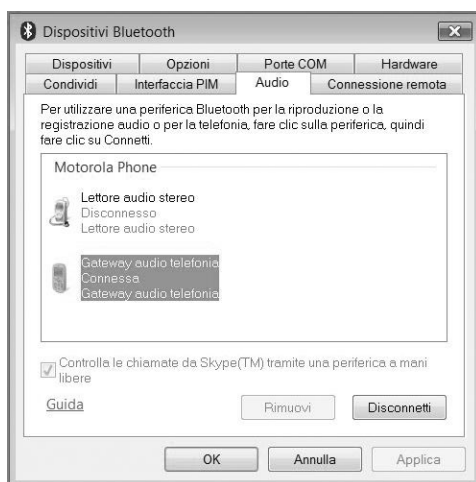 Dispositivi Bluetooth
Dispositivi Opzioni Porte COM Hardware
Condividi Interfaccia PIM Audio Connessione remota
Per utilizzare una periferica Bluetooth per la riproduzione o la
registrazione audio o per la telefonia, fare clic sulla periferica, quindi
fare clic su Connetti.
Motorola Phone
Lettore audio stereo
Disconnesso
Lettore audio stereo
Gateway audio telefonia
Connessa
Gateway audio telefonia
Controlla le chiamate da Skype(TM) tramite una periferica a mani
libere
Guida
Rimuovi Disconnetti
OK Annulla Applica